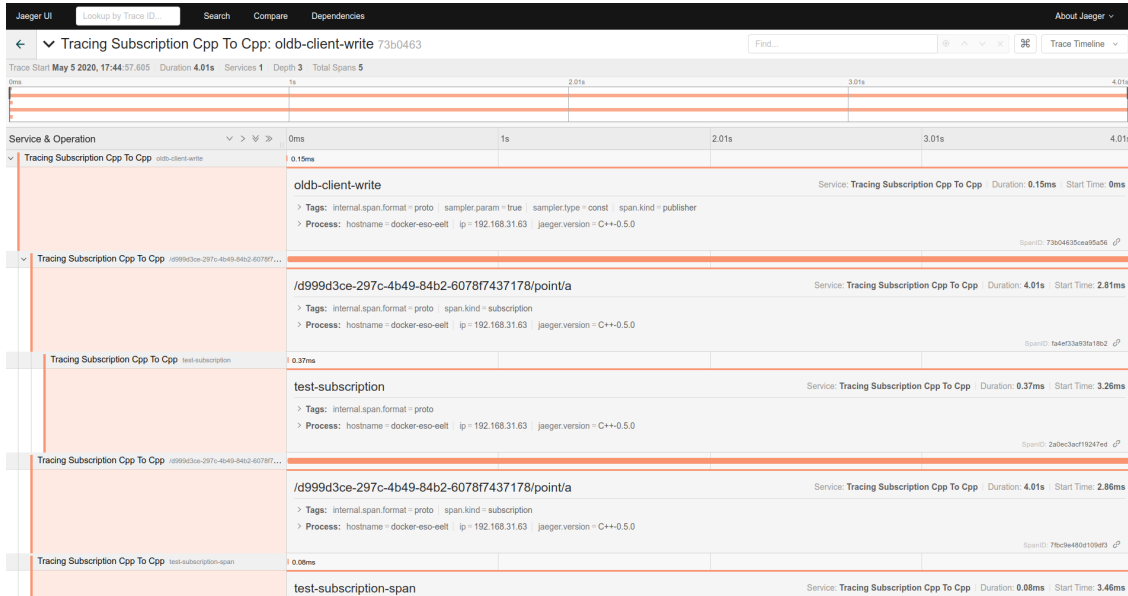 Jaeger UI Lookup by Trace ID... Search Compare Dependencies About Jaeger
Tracing Subscription Cpp To Cpp: oldb-client-write 73b0463 Find... Trace Timeline
Trace Start May 5 2020, 17:44:57.605 Duration 4.01s Services 1 Depth 3 Total Spans 5
0ms 1s 2.01s 3.01s 4.01s
Service & Operation 0ms 1s 2.01s 3.01s 4.01s
Tracing Subscription Cpp To Cpp oldb-client-write 0.15ms
oldb-client-write Service: Tracing Subscription Cpp To Cpp Duration: 0.15ms Start Time: 0ms
> Tags: internal.span.format = proto sampler.param = true sampler.type = const span.kind = publisher
> Process: hostname = docker-eso-eelt ip = 192.168.31.63 jaeger.version = C++-0.5.0
SpanID: 73b04635cea95a56
Tracing Subscription Cpp To Cpp /d999d3ce-297c-4b49-84b2-6078f7...
/d999d3ce-297c-4b49-84b2-6078f7437178/point/a Service: Tracing Subscription Cpp To Cpp Duration: 4.01s Start Time: 2.81ms
> Tags: internal.span.format = proto span.kind = subscription
> Process: hostname = docker-eso-eelt ip = 192.168.31.63 jaeger.version = C++-0.5.0
SpanID: fa4ef33a93fa18b2
Tracing Subscription Cpp To Cpp test-subscription 0.37ms
test-subscription Service: Tracing Subscription Cpp To Cpp Duration: 0.37ms Start Time: 3.26ms
> Tags: internal.span.format = proto
> Process: hostname = docker-eso-eelt ip = 192.168.31.63 jaeger.version = C++-0.5.0
SpanID: 2a0ec3acf19247ed
Tracing Subscription Cpp To Cpp /d999d3ce-297c-4b49-84b2-6078f7...
/d999d3ce-297c-4b49-84b2-6078f7437178/point/a Service: Tracing Subscription Cpp To Cpp Duration: 4.01s Start Time: 2.86ms
> Tags: internal.span.format = proto span.kind = subscription
> Process: hostname = docker-eso-eelt ip = 192.168.31.63 jaeger.version = C++-0.5.0
SpanID: 7fbc9e480d109df3
Tracing Subscription Cpp To Cpp test-subscription-span 0.08ms
test-subscription-span Service: Tracing Subscription Cpp To Cpp Duration: 0.08ms Start Time: 3.46ms